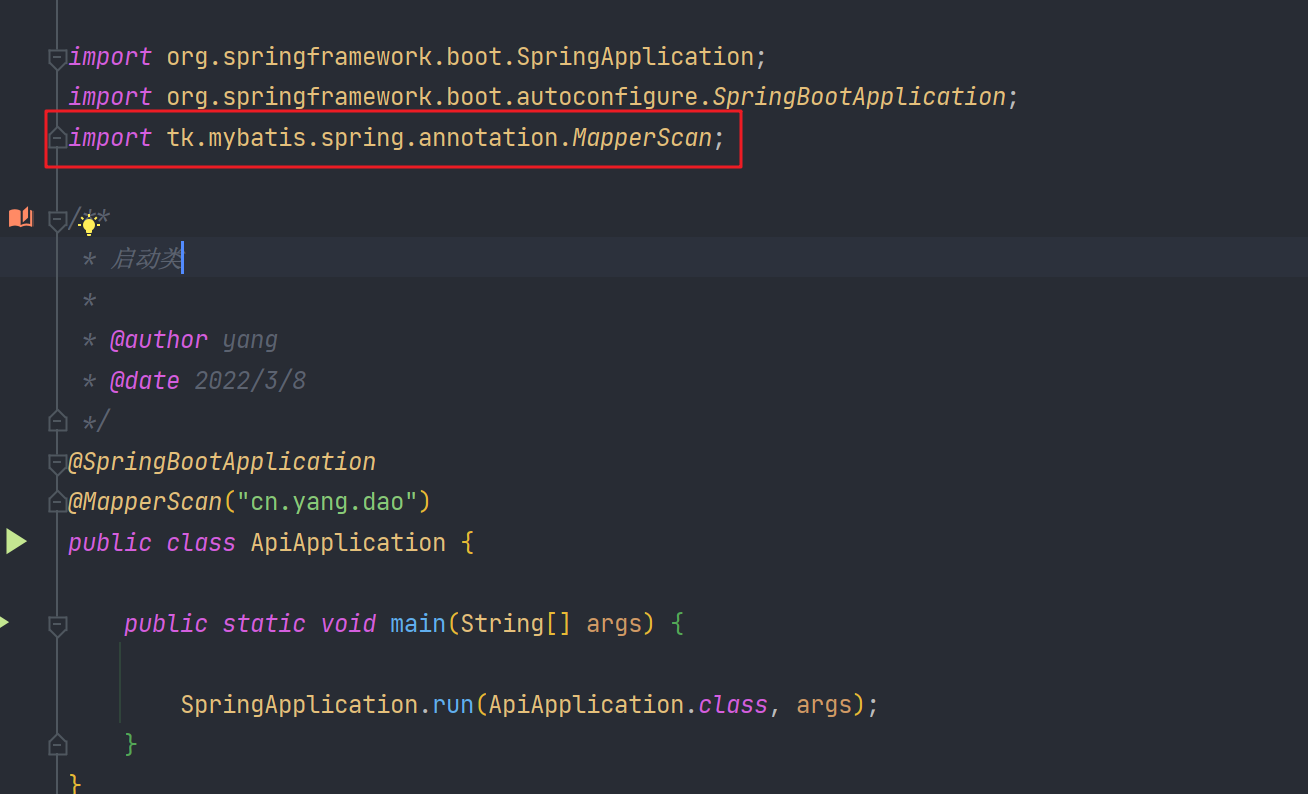 import org.springframework.boot.SpringApplication;
import org.springframework.boot.autoconfigure.SpringBootApplication;
import tk.mybatis.spring.annotation.MapperScan;
/**
* 启动类
*
* @author yang
* @date 2022/3/8
*/
@SpringBootApplication
@MapperScan("cn.yang.dao")
public class ApiApplication {
public static void main(String[] args) {
SpringApplication.run(ApiApplication.class, args);
}
}